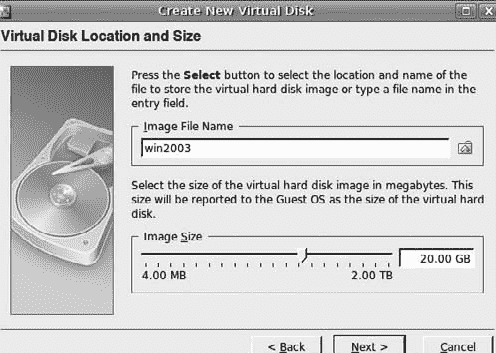 Create New Virtual Disk
Virtual Disk Location and Size
Press the Select button to select the location and name of the
file to store the virtual hard disk image or type a file name in the
entry field.
Image File Name
win2003
Select the size of the virtual hard disk image in megabytes. This
size will be reported to the Guest OS as the size of the virtual hard
disk.
Image Size
20.00 GB
4.00 MB
2.00 TB
< Back
Next >
Cancel